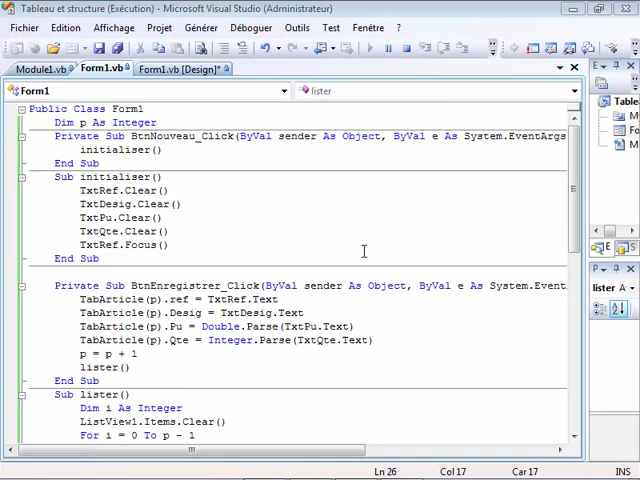 Tableau et structure (Exécution) - Microsoft Visual Studio (Administrateur)
Fichier Edition Affichage Projet Générer Déboguer Outils Test Fenêtre ?
Module1.vb Form1.vb Form1.vb [Design]*
Form1 lister
Public Class Form1
Dim p As Integer
Private Sub BtnNouveau_Click(ByVal sender As Object, ByVal e As System.EventArgs
initialiser()
End Sub
Sub initialiser()
TxtRef.Clear()
TxtDesig.Clear()
TxtPu.Clear()
TxtQte.Clear()
TxtRef.Focus()
End Sub
Private Sub BtnEnregistrer_Click(ByVal sender As Object, ByVal e As System.Event
TabArticle(p).ref = TxtRef.Text
TabArticle(p).Desig = TxtDesig.Text
TabArticle(p).Pu = Double.Parse(TxtPu.Text)
TabArticle(p).Qte = Integer.Parse(TxtQte.Text)
p = p + 1
lister()
End Sub
Sub lister()
Dim i As Integer
ListView1.Items.Clear()
For i = 0 To p - 1
E
Table
My
Fo
M
E S
P
lister A
Ln 26 Col 17 Car 17 INS